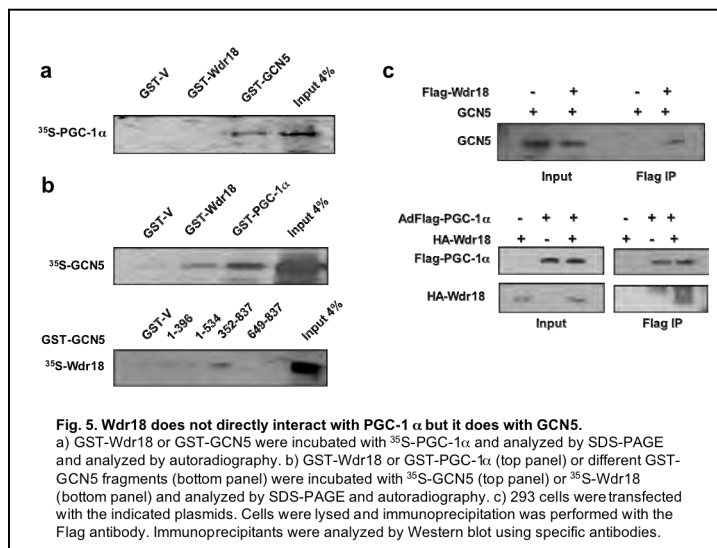 a
GST-V
GST-Wdr18
GST-GCN5
Input 4%
³⁵S-PGC-1α
b
GST-V
GST-Wdr18
GST-PGC-1α
Input 4%
³⁵S-GCN5
GST-V
1-396
1-534
352-837
649-837
Input 4%
GST-GCN5
³⁵S-Wdr18
c
Flag-Wdr18 - + - +
GCN5 + + + +
GCN5
Input Flag IP
AdFlag-PGC-1α - + + - + +
HA-Wdr18 + - + + - +
Flag-PGC-1α
HA-Wdr18
Input Flag IP
Fig. 5. Wdr18 does not directly interact with PGC-1 α but it does with GCN5.
a) GST-Wdr18 or GST-GCN5 were incubated with ³⁵S-PGC-1α and analyzed by SDS-PAGE
and analyzed by autoradiography. b) GST-Wdr18 or GST-PGC-1α (top panel) or different GST-
GCN5 fragments (bottom panel) were incubated with ³⁵S-GCN5 (top panel) or ³⁵S-Wdr18
(bottom panel) and analyzed by SDS-PAGE and autoradiography. c) 293 cells were transfected
with the indicated plasmids. Cells were lysed and immunoprecipitation was performed with the
Flag antibody. Immunoprecipitants were analyzed by Western blot using specific antibodies.